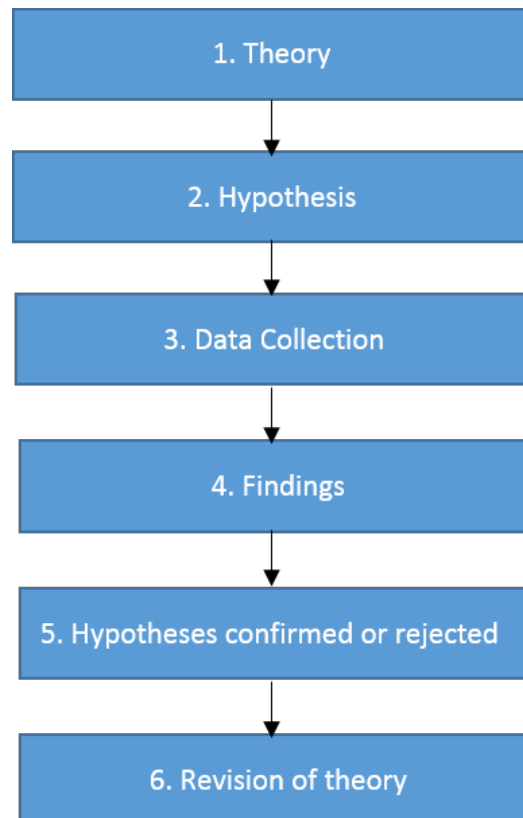 1. Theory
2. Hypothesis
3. Data Collection
4. Findings
5. Hypotheses confirmed or rejected
6. Revision of theory